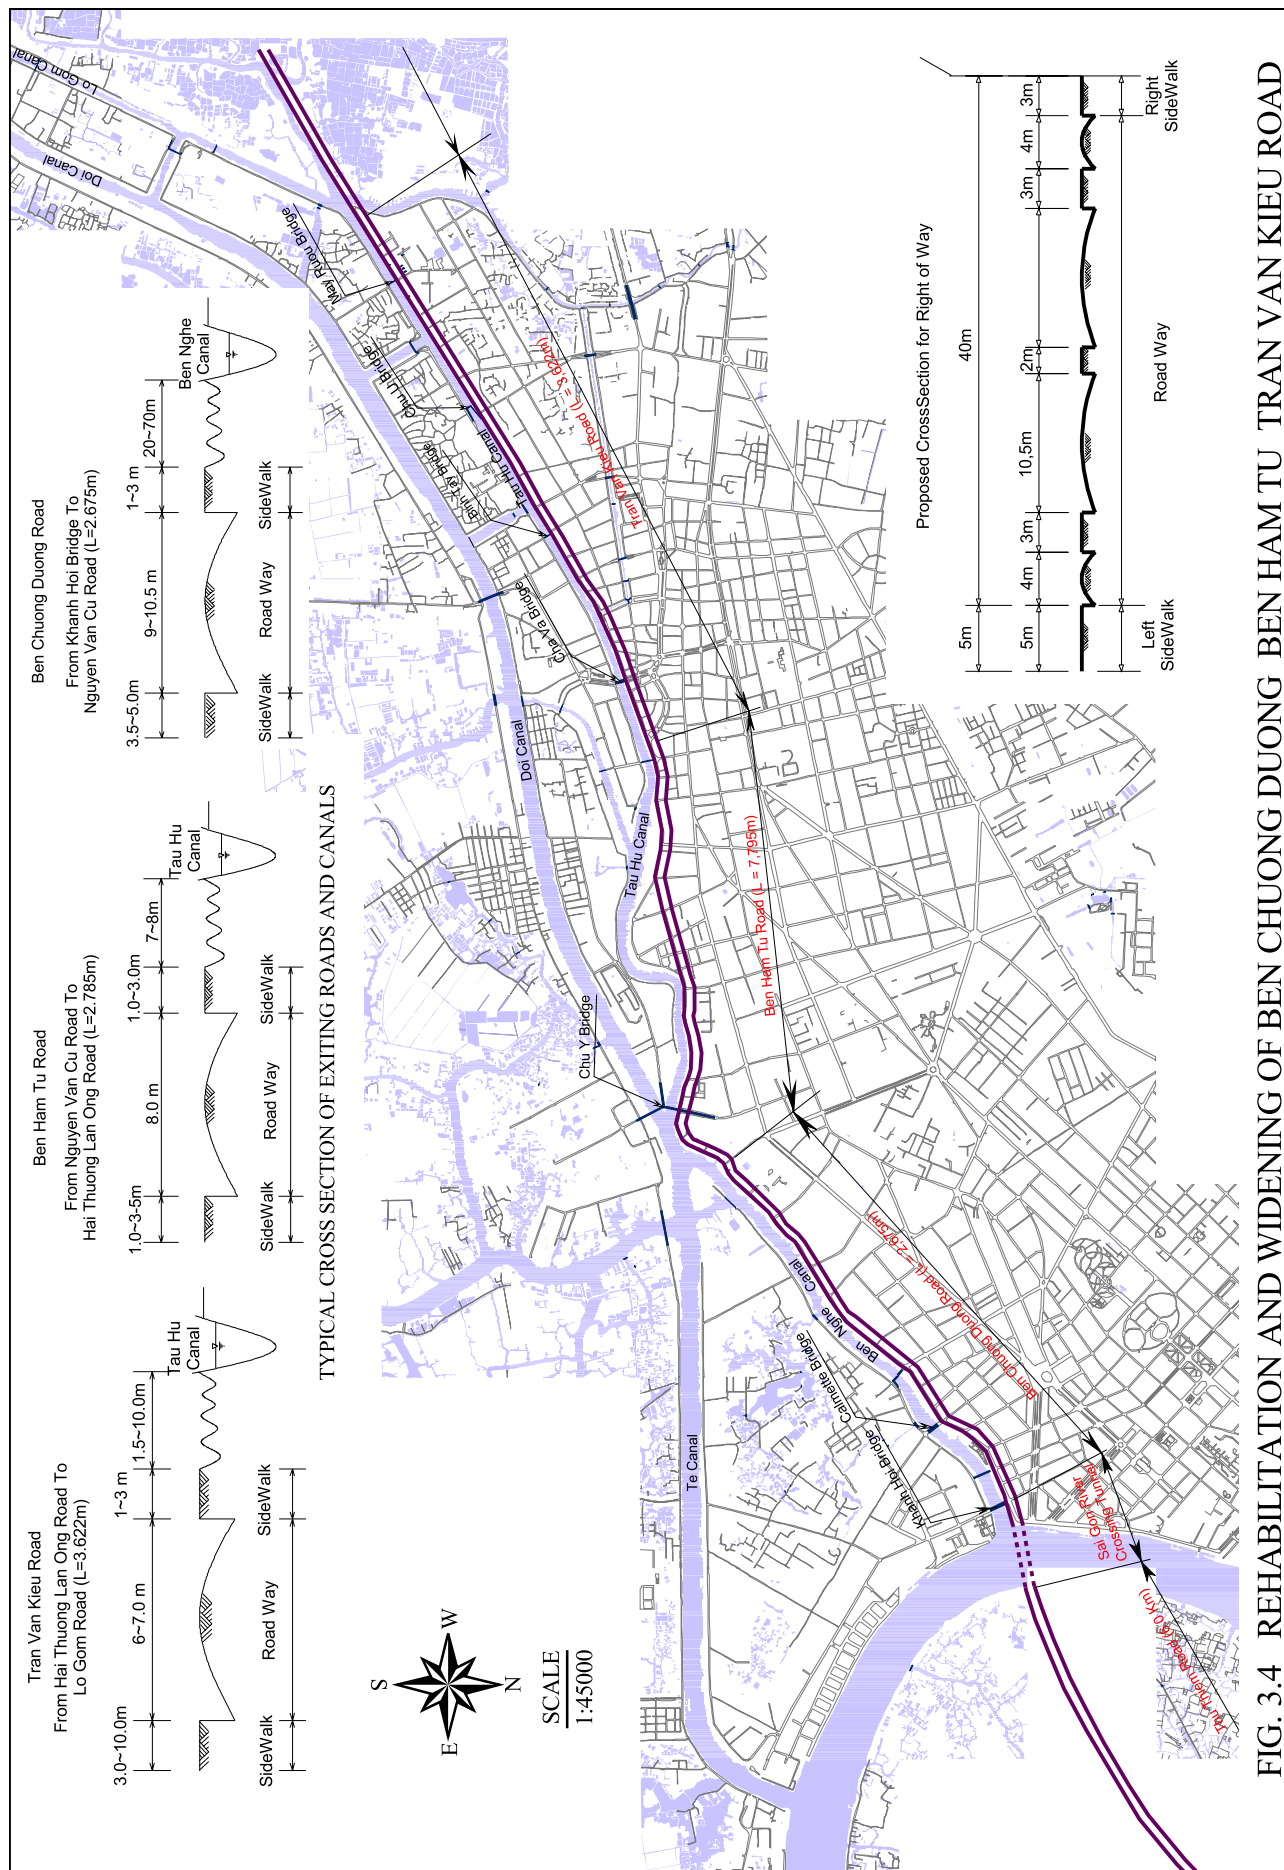 Tran Van Kieu Road
From Hai Thuong Lan Ong Road To
Lo Gom Road (L=3.622m)
3.0~10.0m
6~7.0 m
1~3 m
1.5~10.0m
Tau Hu
Canal
SideWalk
Road Way
SideWalk
Ben Ham Tu Road
From Nguyen Van Cu Road To
Hai Thuong Lan Ong Road (L=2.785m)
1.0~3-5m
8.0 m
1.0~3.0m
7~8m
Tau Hu
Canal
SideWalk
Road Way
SideWalk
Ben Chuong Duong Road
From Khanh Hoi Bridge To
Nguyen Van Cu Road (L=2.675m)
3.5~5.0m
9~10.5 m
1~3 m
20~70m
Ben Nghe
Canal
SideWalk
Road Way
SideWalk
TYPICAL CROSS SECTION OF EXITING ROADS AND CANALS
S
E
W
N
SCALE
1:45000
Lo Gom Canal
Doi Canal
May Ruou Bridge
Chu U Bridge
Binh Tay Bridge
Tau Hu Canal
Cha Va Bridge
Doi Canal
Tau Hu Canal
Chu Y Bridge
Te Canal
Ben Nghe Canal
Calmette Bridge
Khanh Hoi Bridge
Tran Van Kieu Road (L = 3,622m)
Ben Ham Tu Road (L = 7,795m)
Ben Chuong Duong Road (L = 2,675m)
Sai Gon River
Crossing Tunnel
Thu Thiem Road (6.0 Km)
Proposed CrossSection for Right of Way
5m
40m
5m
4m
3m
10,5m
2m
3m
4m
3m
Left
SideWalk
Road Way
Right
SideWalk
FIG. 3.4 REHABILITATION AND WIDENING OF BEN CHUONG DUONG BEN HAM TU TRAN VAN KIEU ROAD